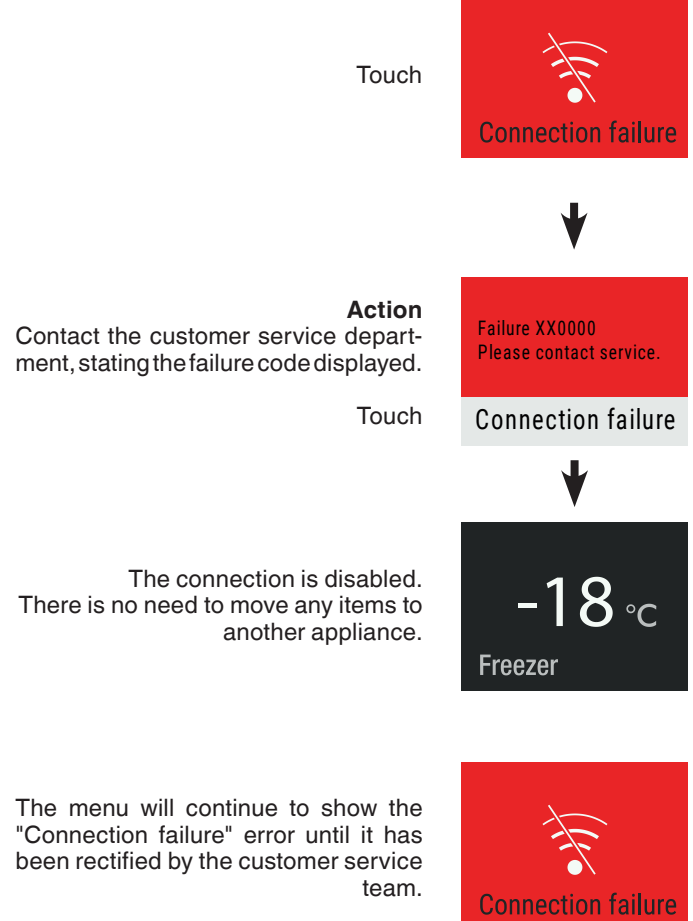 Touch
Connection failure
Action
Contact the customer service depart-
ment, stating the failure code displayed.
Failure XX0000
Please contact service.
Touch
Connection failure
The connection is disabled.
There is no need to move any items to
another appliance.
-18 °C
Freezer
The menu will continue to show the
"Connection failure" error until it has
been rectified by the customer service
team.
Connection failure